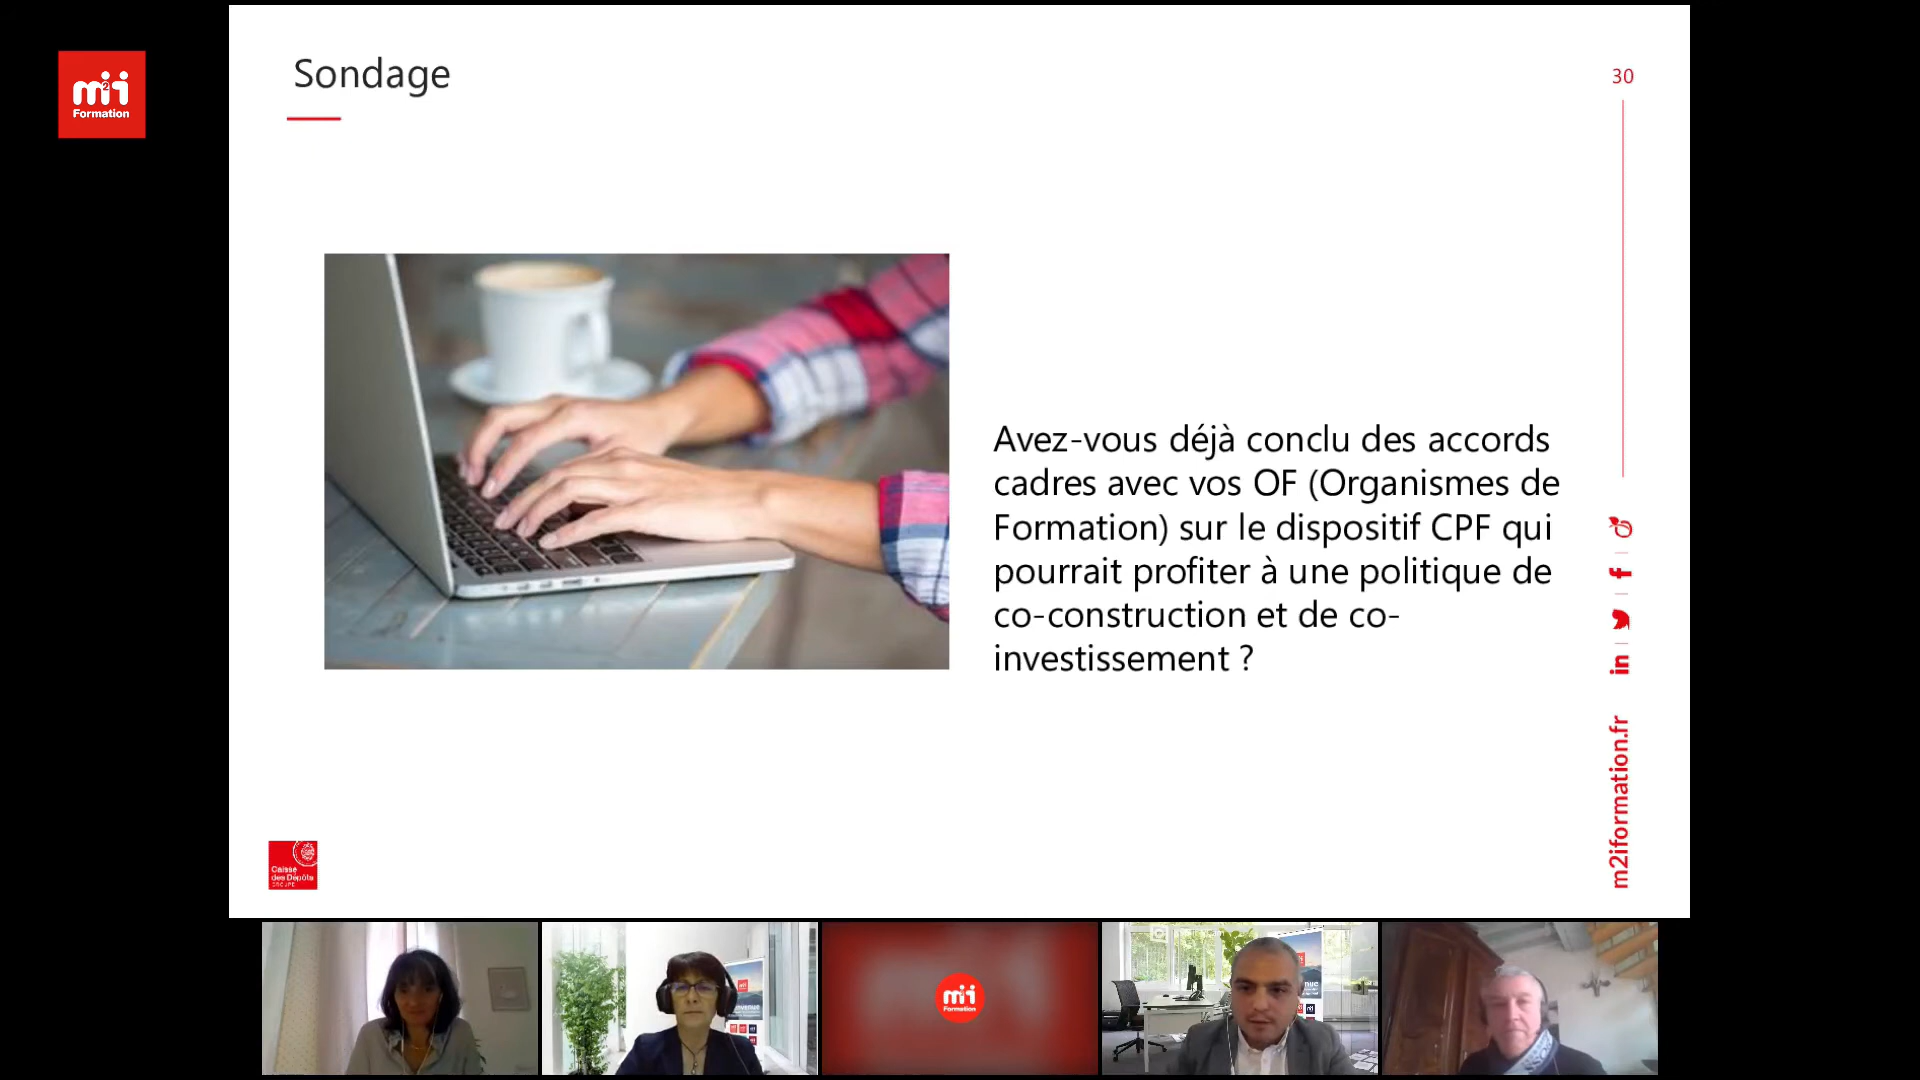 m2i
Formation
Sondage
30
Avez-vous déjà conclu des accords
cadres avec vos OF (Organismes de
Formation) sur le dispositif CPF qui
pourrait profiter à une politique de
co-construction et de co-
investissement ?
in
m2iformation.fr
Caisse
des Dépôts
GROUPE
m2i
Formation